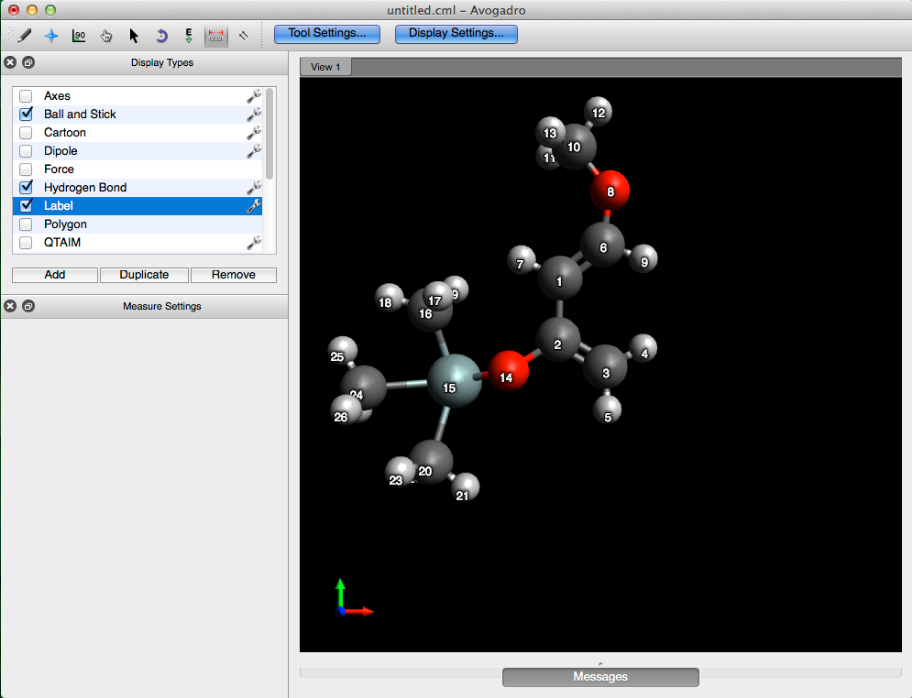 untitled.cml – Avogadro
E
90
Tool Settings...
Display Settings...
Display Types
Axes
Ball and Stick
Cartoon
Dipole
Force
Hydrogen Bond
Label
Polygon
QTAIM
Add
Duplicate
Remove
Measure Settings
View 1
12
13
10
11
8
6
7
9
1
18
17
9
16
2
4
25
3
14
15
24
26
5
20
23
21
Messages